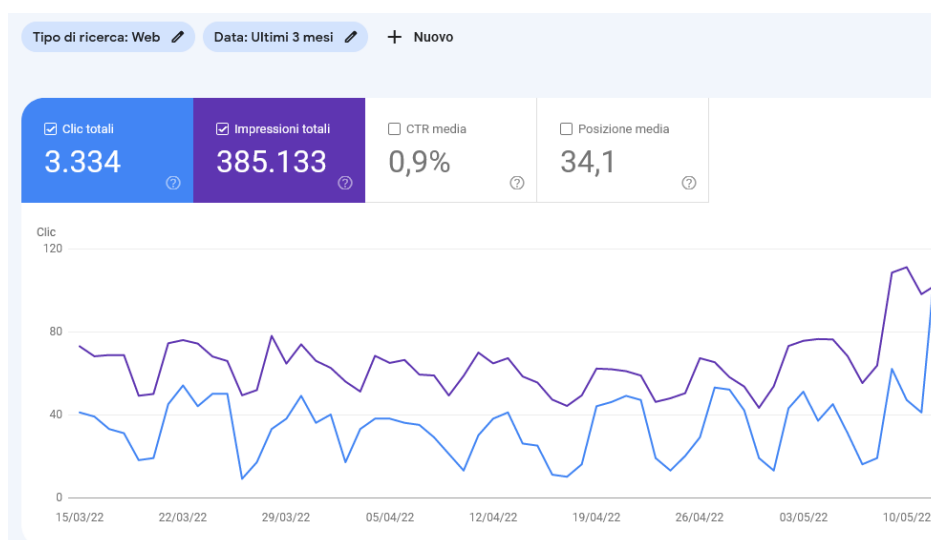 Tipo di ricerca: Web Data: Ultimi 3 mesi + Nuovo
Clic totali Impressioni totali CTR media Posizione media
3.334 385.133 0,9% 34,1
Clic
120
80
40
0
15/03/22 22/03/22 29/03/22 05/04/22 12/04/22 19/04/22 26/04/22 03/05/22 10/05/22